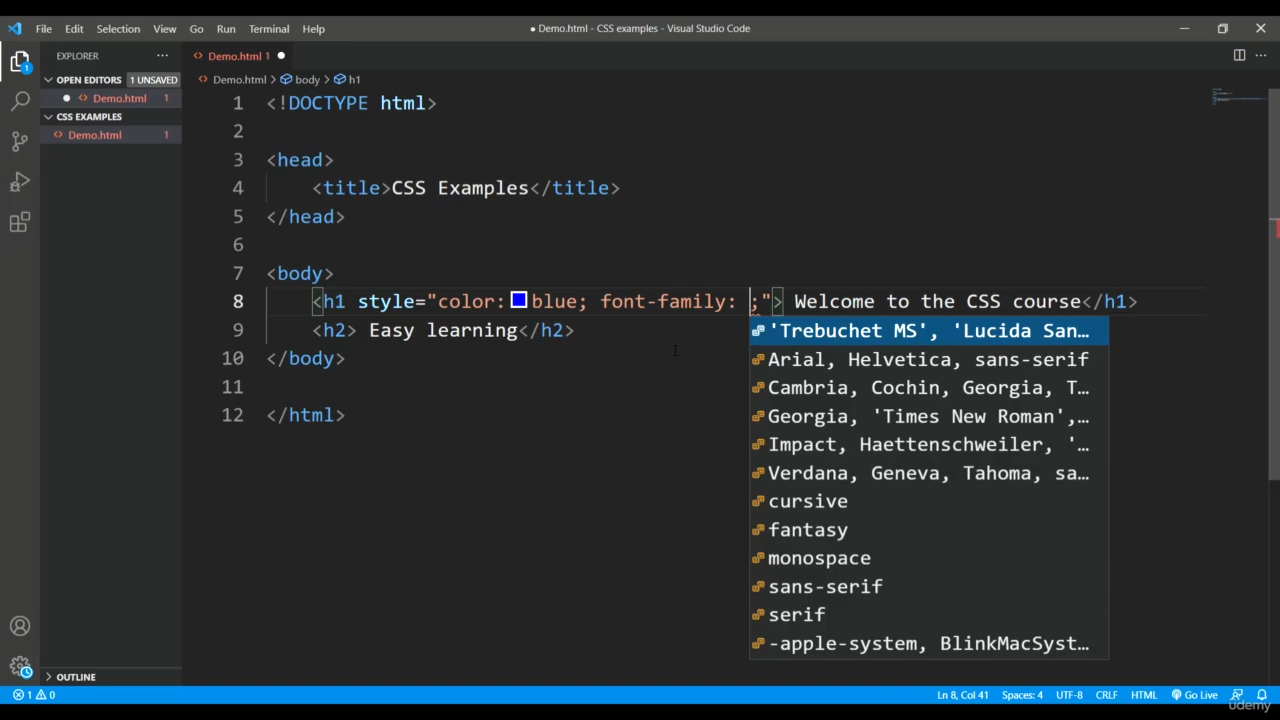 File Edit Selection View Go Run Terminal Help ● Demo.html - CSS examples - Visual Studio Code
EXPLORER ···
Demo.html 1 ●
OPEN EDITORS 1 UNSAVED
● Demo.html 1
CSS EXAMPLES
Demo.html 1
OUTLINE
Demo.html > body > h1
1 <!DOCTYPE html>
2
3 <head>
4 <title>CSS Examples</title>
5 </head>
6
7 <body>
8 <h1 style="color: blue; font-family: ;"> Welcome to the CSS course</h1>
9 <h2> Easy learning</h2>
10 </body>
11
12 </html>
'Trebuchet MS', 'Lucida San…
Arial, Helvetica, sans-serif
Cambria, Cochin, Georgia, T…
Georgia, 'Times New Roman',…
Impact, Haettenschweiler, '…
Verdana, Geneva, Tahoma, sa…
cursive
fantasy
monospace
sans-serif
serif
-apple-system, BlinkMacSyst…
1 0 Ln 8, Col 41 Spaces: 4 UTF-8 CRLF HTML Go Live
udemy